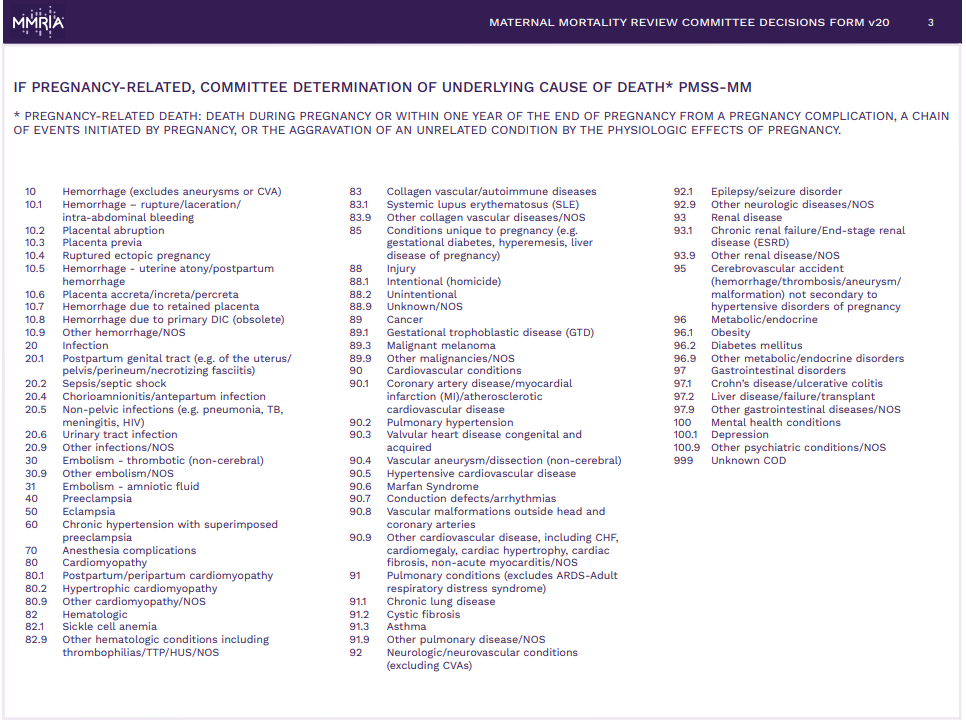 MMRIA
MATERNAL MORTALITY REVIEW COMMITTEE DECISIONS FORM v20 3
IF PREGNANCY-RELATED, COMMITTEE DETERMINATION OF UNDERLYING CAUSE OF DEATH* PMSS-MM
* PREGNANCY-RELATED DEATH: DEATH DURING PREGNANCY OR WITHIN ONE YEAR OF THE END OF PREGNANCY FROM A PREGNANCY COMPLICATION, A CHAIN
OF EVENTS INITIATED BY PREGNANCY, OR THE AGGRAVATION OF AN UNRELATED CONDITION BY THE PHYSIOLOGIC EFFECTS OF PREGNANCY.
10 Hemorrhage (excludes aneurysms or CVA)
10.1 Hemorrhage – rupture/laceration/
intra-abdominal bleeding
10.2 Placental abruption
10.3 Placenta previa
10.4 Ruptured ectopic pregnancy
10.5 Hemorrhage - uterine atony/postpartum
hemorrhage
10.6 Placenta accreta/increta/percreta
10.7 Hemorrhage due to retained placenta
10.8 Hemorrhage due to primary DIC (obsolete)
10.9 Other hemorrhage/NOS
20 Infection
20.1 Postpartum genital tract (e.g. of the uterus/
pelvis/perineum/necrotizing fasciitis)
20.2 Sepsis/septic shock
20.4 Chorioamnionitis/antepartum infection
20.5 Non-pelvic infections (e.g. pneumonia, TB,
meningitis, HIV)
20.6 Urinary tract infection
20.9 Other infections/NOS
30 Embolism - thrombotic (non-cerebral)
30.9 Other embolism/NOS
31 Embolism - amniotic fluid
40 Preeclampsia
50 Eclampsia
60 Chronic hypertension with superimposed
preeclampsia
70 Anesthesia complications
80 Cardiomyopathy
80.1 Postpartum/peripartum cardiomyopathy
80.2 Hypertrophic cardiomyopathy
80.9 Other cardiomyopathy/NOS
82 Hematologic
82.1 Sickle cell anemia
82.9 Other hematologic conditions including
thrombophilias/TTP/HUS/NOS
83 Collagen vascular/autoimmune diseases
83.1 Systemic lupus erythematosus (SLE)
83.9 Other collagen vascular diseases/NOS
85 Conditions unique to pregnancy (e.g.
gestational diabetes, hyperemesis, liver
disease of pregnancy)
88 Injury
88.1 Intentional (homicide)
88.2 Unintentional
88.9 Unknown/NOS
89 Cancer
89.1 Gestational trophoblastic disease (GTD)
89.3 Malignant melanoma
89.9 Other malignancies/NOS
90 Cardiovascular conditions
90.1 Coronary artery disease/myocardial
infarction (MI)/atherosclerotic
cardiovascular disease
90.2 Pulmonary hypertension
90.3 Valvular heart disease congenital and
acquired
90.4 Vascular aneurysm/dissection (non-cerebral)
90.5 Hypertensive cardiovascular disease
90.6 Marfan Syndrome
90.7 Conduction defects/arrhythmias
90.8 Vascular malformations outside head and
coronary arteries
90.9 Other cardiovascular disease, including CHF,
cardiomegaly, cardiac hypertrophy, cardiac
fibrosis, non-acute myocarditis/NOS
91 Pulmonary conditions (excludes ARDS-Adult
respiratory distress syndrome)
91.1 Chronic lung disease
91.2 Cystic fibrosis
91.3 Asthma
91.9 Other pulmonary disease/NOS
92 Neurologic/neurovascular conditions
(excluding CVAs)
92.1 Epilepsy/seizure disorder
92.9 Other neurologic diseases/NOS
93 Renal disease
93.1 Chronic renal failure/End-stage renal
disease (ESRD)
93.9 Other renal disease/NOS
95 Cerebrovascular accident
(hemorrhage/thrombosis/aneurysm/
malformation) not secondary to
hypertensive disorders of pregnancy
96 Metabolic/endocrine
96.1 Obesity
96.2 Diabetes mellitus
96.9 Other metabolic/endocrine disorders
97 Gastrointestinal disorders
97.1 Crohn’s disease/ulcerative colitis
97.2 Liver disease/failure/transplant
97.9 Other gastrointestinal diseases/NOS
100 Mental health conditions
100.1 Depression
100.9 Other psychiatric conditions/NOS
999 Unknown COD